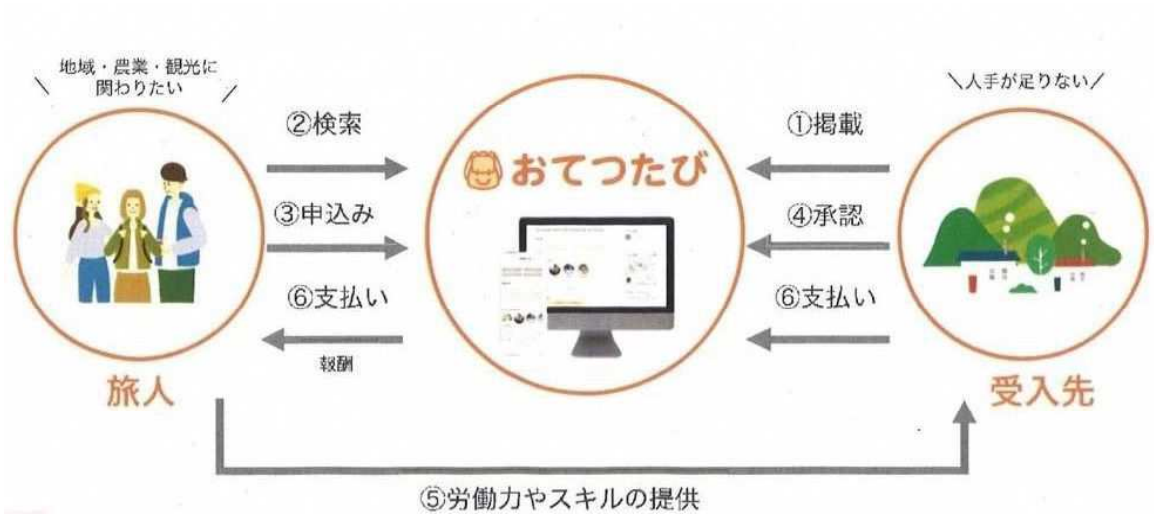 地域・農業・観光に
関わりたい
②検索
③申込み
⑥支払い
報酬
旅人
おてつたび
人手が足りない
①掲載
④承認
⑥支払い
受入先
⑤労働力やスキルの提供